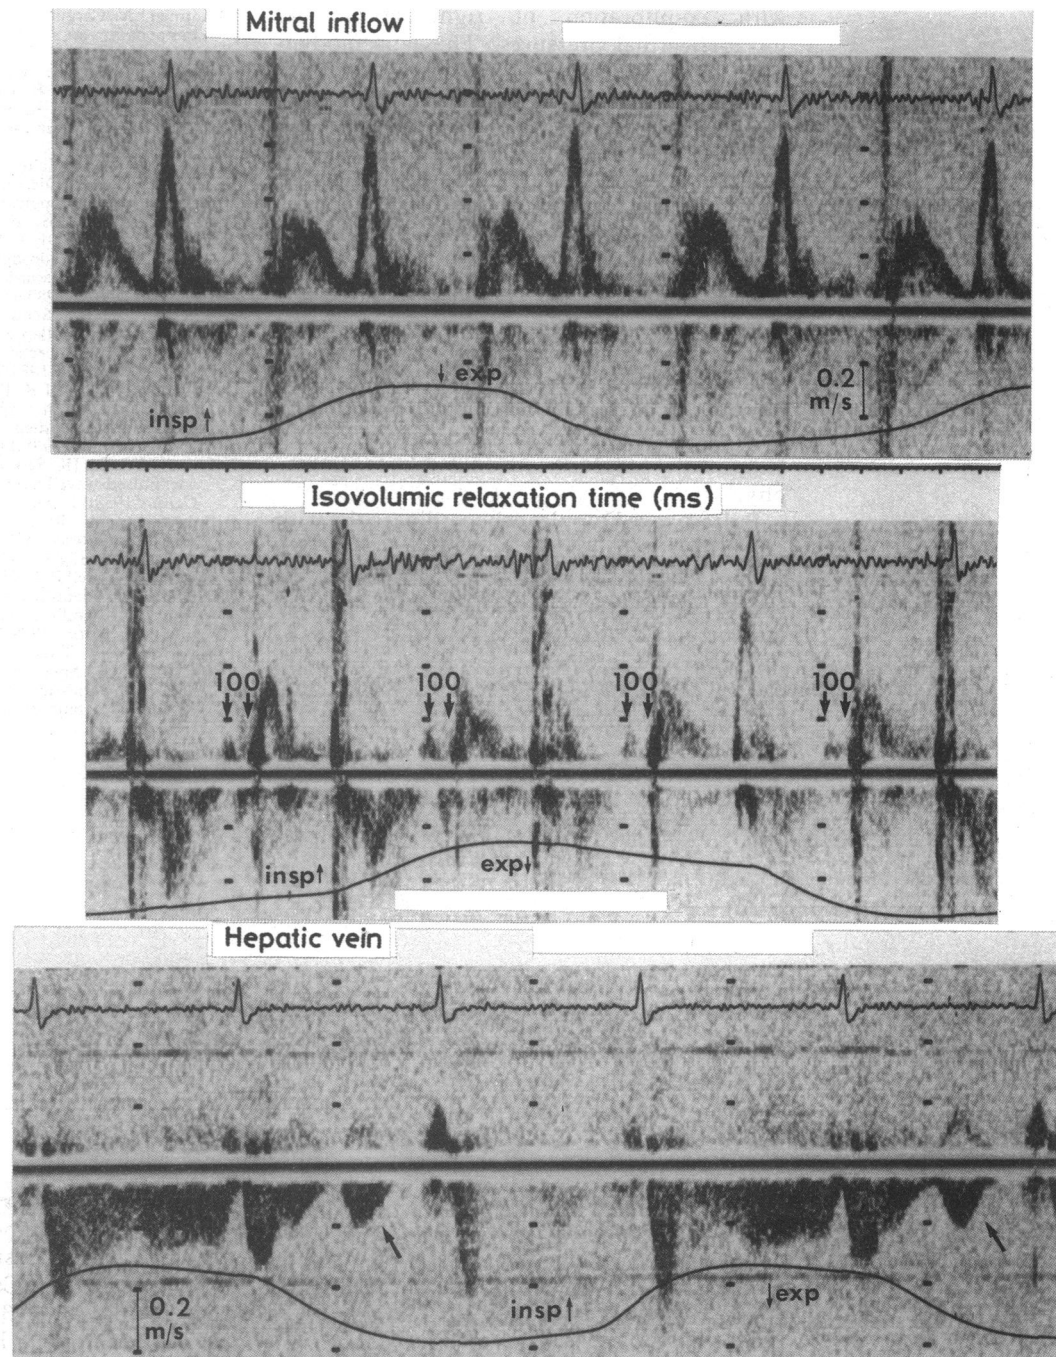 Mitral inflow
exp
insp
0.2
m/s
Isovolumic relaxation time (ms)
100 100 100 100
insp
exp
Hepatic vein
0.2
m/s
insp
exp